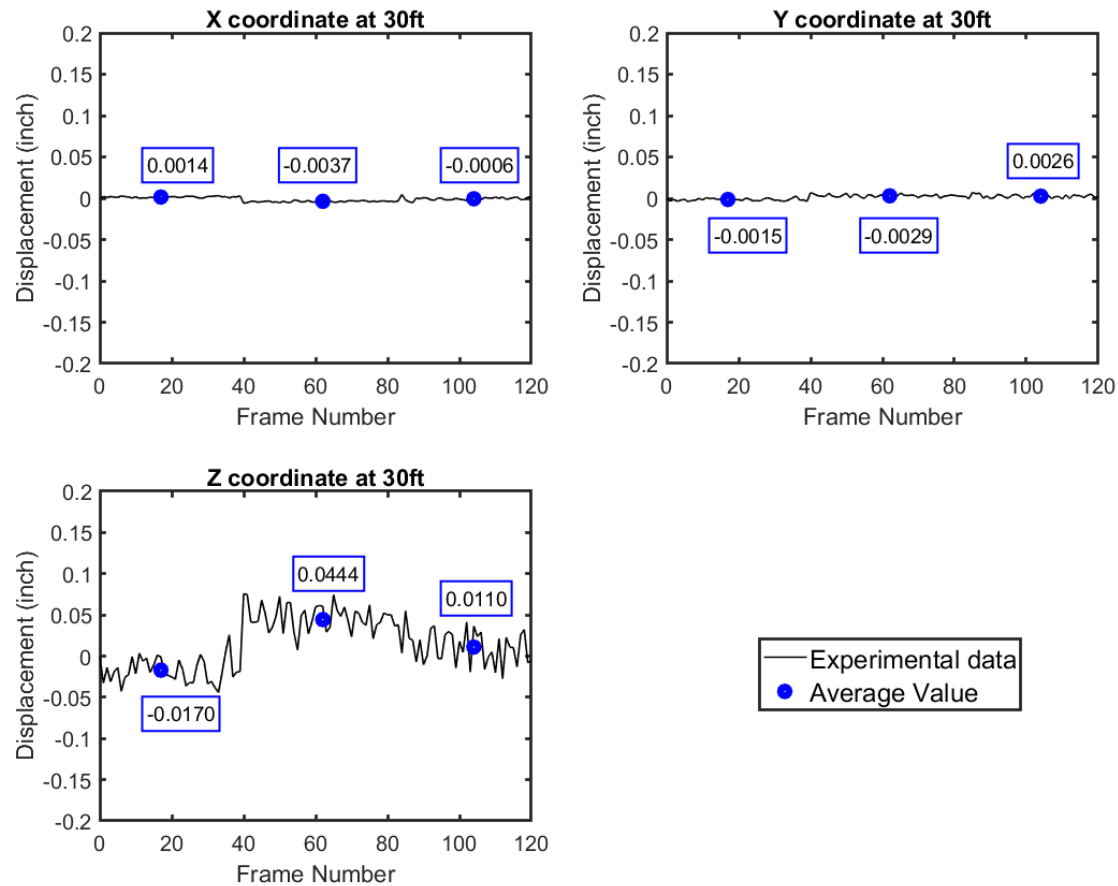 X coordinate at 30ft
0.2
0.15
0.1
0.05
0
-0.05
-0.1
-0.15
-0.2
Displacement (inch)
0.0014
-0.0037
-0.0006
0 20 40 60 80 100 120
Frame Number
Y coordinate at 30ft
0.2
0.15
0.1
0.05
0
-0.05
-0.1
-0.15
-0.2
Displacement (inch)
0.0026
-0.0015
-0.0029
0 20 40 60 80 100 120
Frame Number
Z coordinate at 30ft
0.2
0.15
0.1
0.05
0
-0.05
-0.1
-0.15
-0.2
Displacement (inch)
0.0444
0.0110
-0.0170
0 20 40 60 80 100 120
Frame Number
Experimental data
Average Value